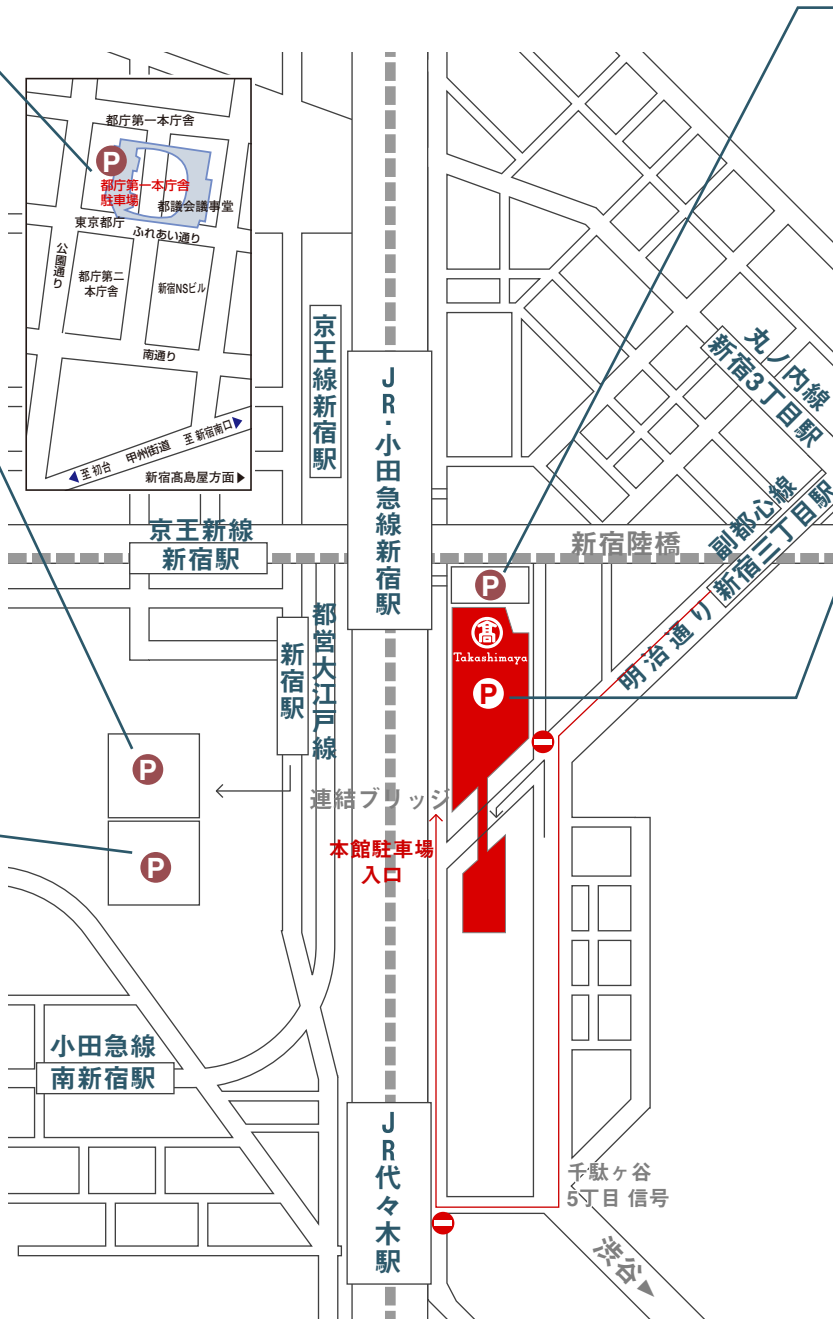 都庁第一本庁舎
P
都庁第一本庁舎
駐車場
都議会議事堂
東京都庁
ふれあい通り
公園通り
都庁第二
本庁舎
新宿NSビル
南通り
至 初台
甲州街道
至 新宿南口
新宿髙島屋方面
京王線新宿駅
JR・小田急線新宿駅
丸ノ内線
新宿3丁目駅
副都心線
新宿三丁目駅
京王新線
新宿駅
新宿陸橋
P
髙
Takashimaya
P
明治通り
都営大江戸線
新宿駅
P
連結ブリッジ
本館駐車場
入口
P
小田急線
南新宿駅
JR代々木駅
千駄ヶ谷
5丁目 信号
渋谷